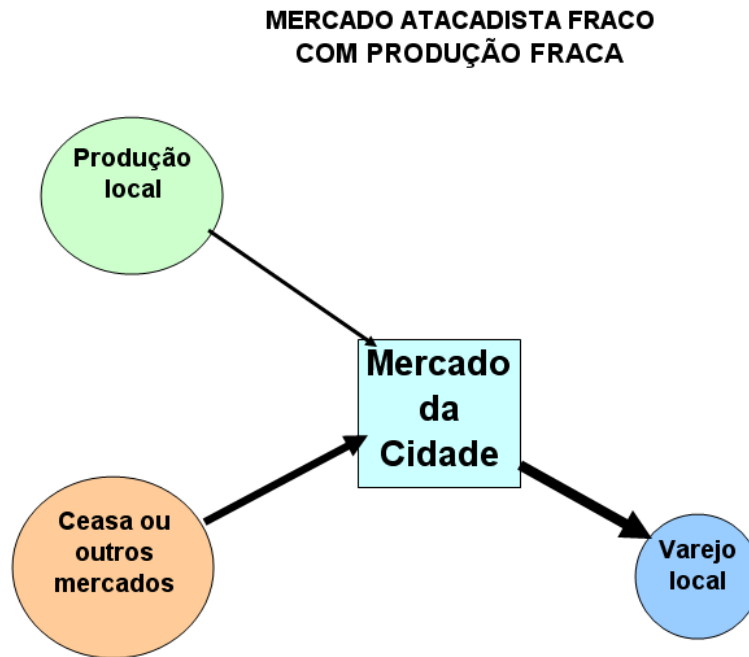 MERCADO ATACADISTA FRACO
COM PRODUÇÃO FRACA
Produção
local
Mercado
da
Cidade
Ceasa ou
outros
mercados
Varejo
local